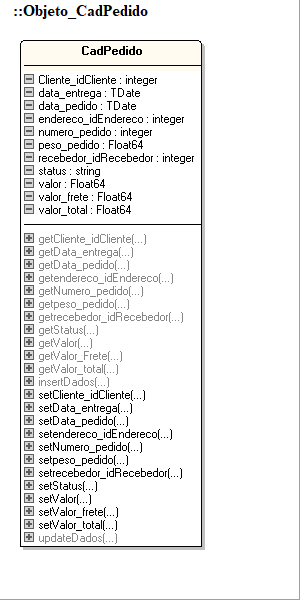 ::Objeto_CadPedido
CadPedido
Cliente_idCliente : integer
data_entrega : TDate
data_pedido : TDate
endereco_idEndereco : integer
numero_pedido : integer
peso_pedido : Float64
recebedor_idRecebedor : integer
status : string
valor : Float64
valor_frete : Float64
valor_total : Float64
getCliente_idCliente(...)
getData_entrega(...)
getData_pedido(...)
getendereco_idEndereco(...)
getNumero_pedido(...)
getpeso_pedido(...)
getrecebedor_idRecebedor(...)
getStatus(...)
getValor(...)
getValor_Frete(...)
getValor_total(...)
insertDados(...)
setCliente_idCliente(...)
setData_entrega(...)
setData_pedido(...)
setendereco_idEndereco(...)
setNumero_pedido(...)
setpeso_pedido(...)
setrecebedor_idRecebedor(...)
setStatus(...)
setValor(...)
setValor_frete(...)
setValor_total(...)
updateDados(...)